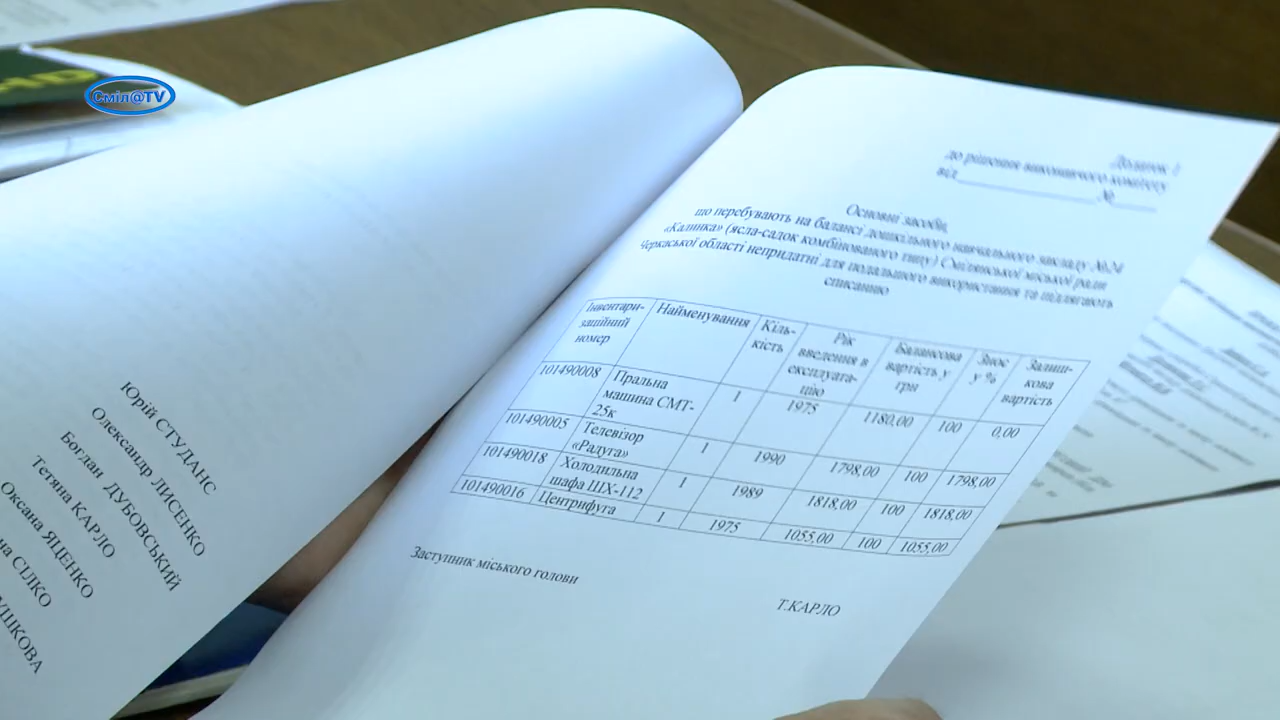 Сміл@TV
Юрій СТУДАНС
Олександр ЛИСЕНКО
Богдан ДУБОВСЬКИЙ
Тетяна КАРЛО
Оксана ЯЦЕНКО
на СІЛКО
УШКОВА
Додаток 1
до рішення виконавчого комітету
від ____________ №____
Основні засоби,
що перебувають на балансі дошкільного навчального закладу №24
«Калинка» (ясла-садок комбінованого типу) Смілянської міської ради
Черкаської області непридатні для подальшого використання та підлягають
списанню
Інвентари-заційний номер Найменування Кіль-кість Рік введення в експлуата-цію Балансова вартість у грн Знос у % Залиш-кова вартість
101490008 Пральна машина СМТ-25к 1 1975 1180,00 100 0,00
101490005 Телевізор «Радуга» 1 1990 1798,00 100 1798,00
101490018 Холодильна шафа ШХ-112 1 1989 1818,00 100 1818,00
101490016 Центрифуга 1 1975 1055,00 100 1055,00
Заступник міського голови
Т.КАРЛО